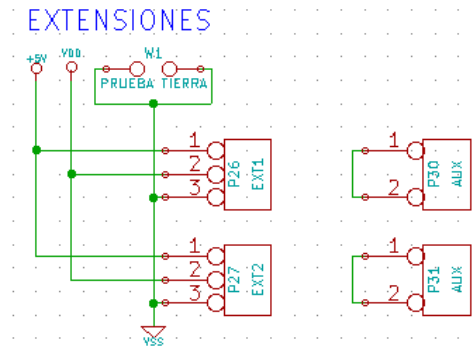 EXTENSIONES
+5V
VDD
W1
PRUEBA TIERRA
1
2
3
P26
EXT1
1
2
P30
AUX
1
2
3
P27
EXT2
1
2
P31
AUX
VSS